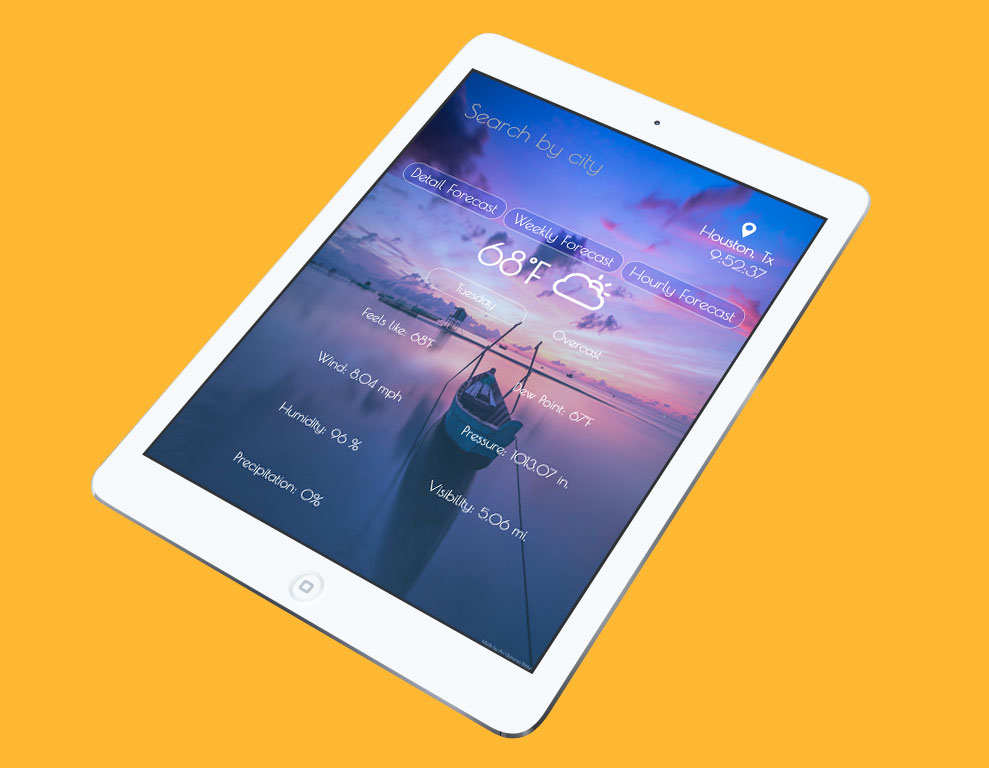 Search by city
Houston, Tx
9:52:37
Detail Forecast
Weekly Forecast
Hourly Forecast
68°F
Tuesday
Overcast
Feels like: 68°F
Dew Point: 67°F
Wind: 8.04 mph
Pressure: 1013.07 in.
Humidity: 96 %
Visibility: 5.06 mi.
Precipitation: 0%